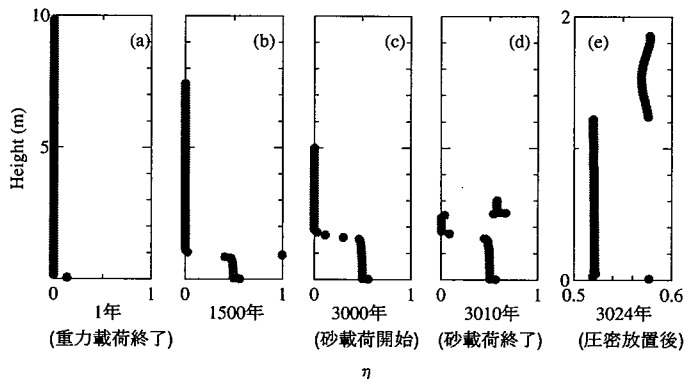 10
(a)
(b)
(c)
(d)
2
(e)
5
Height (m)
0
0
1
0
1
0
1
0
1
0
0.5
0.6
1年
1500年
3000年
3010年
3024年
(重力載荷終了)
(砂載荷開始)
(砂載荷終了)
(圧密放置後)
η